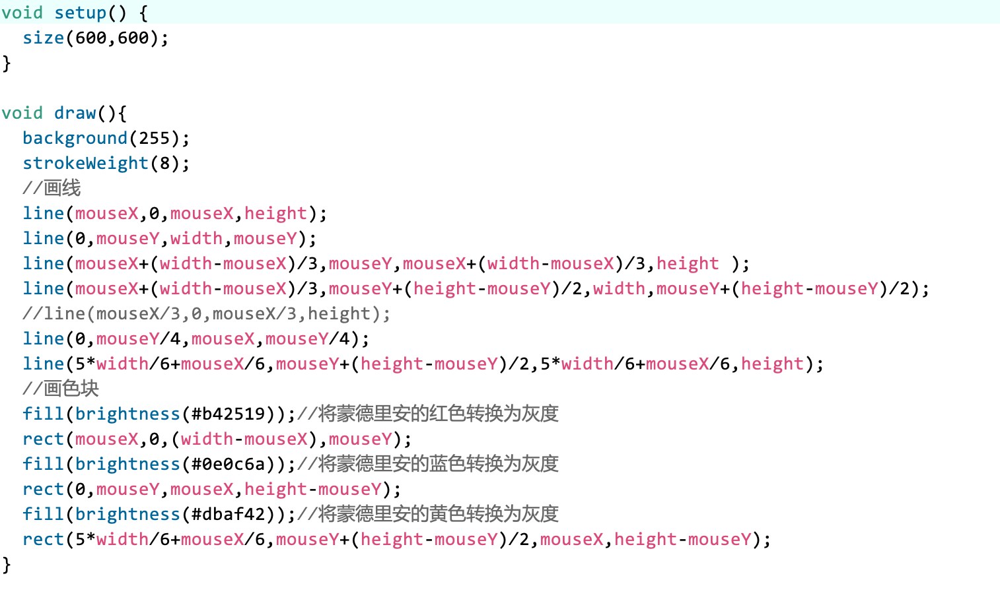 void setup() {
  size(600,600);
}

void draw(){
  background(255);
  strokeWeight(8);
  //画线
  line(mouseX,0,mouseX,height);
  line(0,mouseY,width,mouseY);
  line(mouseX+(width-mouseX)/3,mouseY,mouseX+(width-mouseX)/3,height );
  line(mouseX+(width-mouseX)/3,mouseY+(height-mouseY)/2,width,mouseY+(height-mouseY)/2);
  //line(mouseX/3,0,mouseX/3,height);
  line(0,mouseY/4,mouseX,mouseY/4);
  line(5*width/6+mouseX/6,mouseY+(height-mouseY)/2,5*width/6+mouseX/6,height);
  //画色块
  fill(brightness(#b42519));//将蒙德里安的红色转换为灰度
  rect(mouseX,0,(width-mouseX),mouseY);
  fill(brightness(#0e0c6a));//将蒙德里安的蓝色转换为灰度
  rect(0,mouseY,mouseX,height-mouseY);
  fill(brightness(#dbaf42));//将蒙德里安的黄色转换为灰度
  rect(5*width/6+mouseX/6,mouseY+(height-mouseY)/2,mouseX,height-mouseY);
}